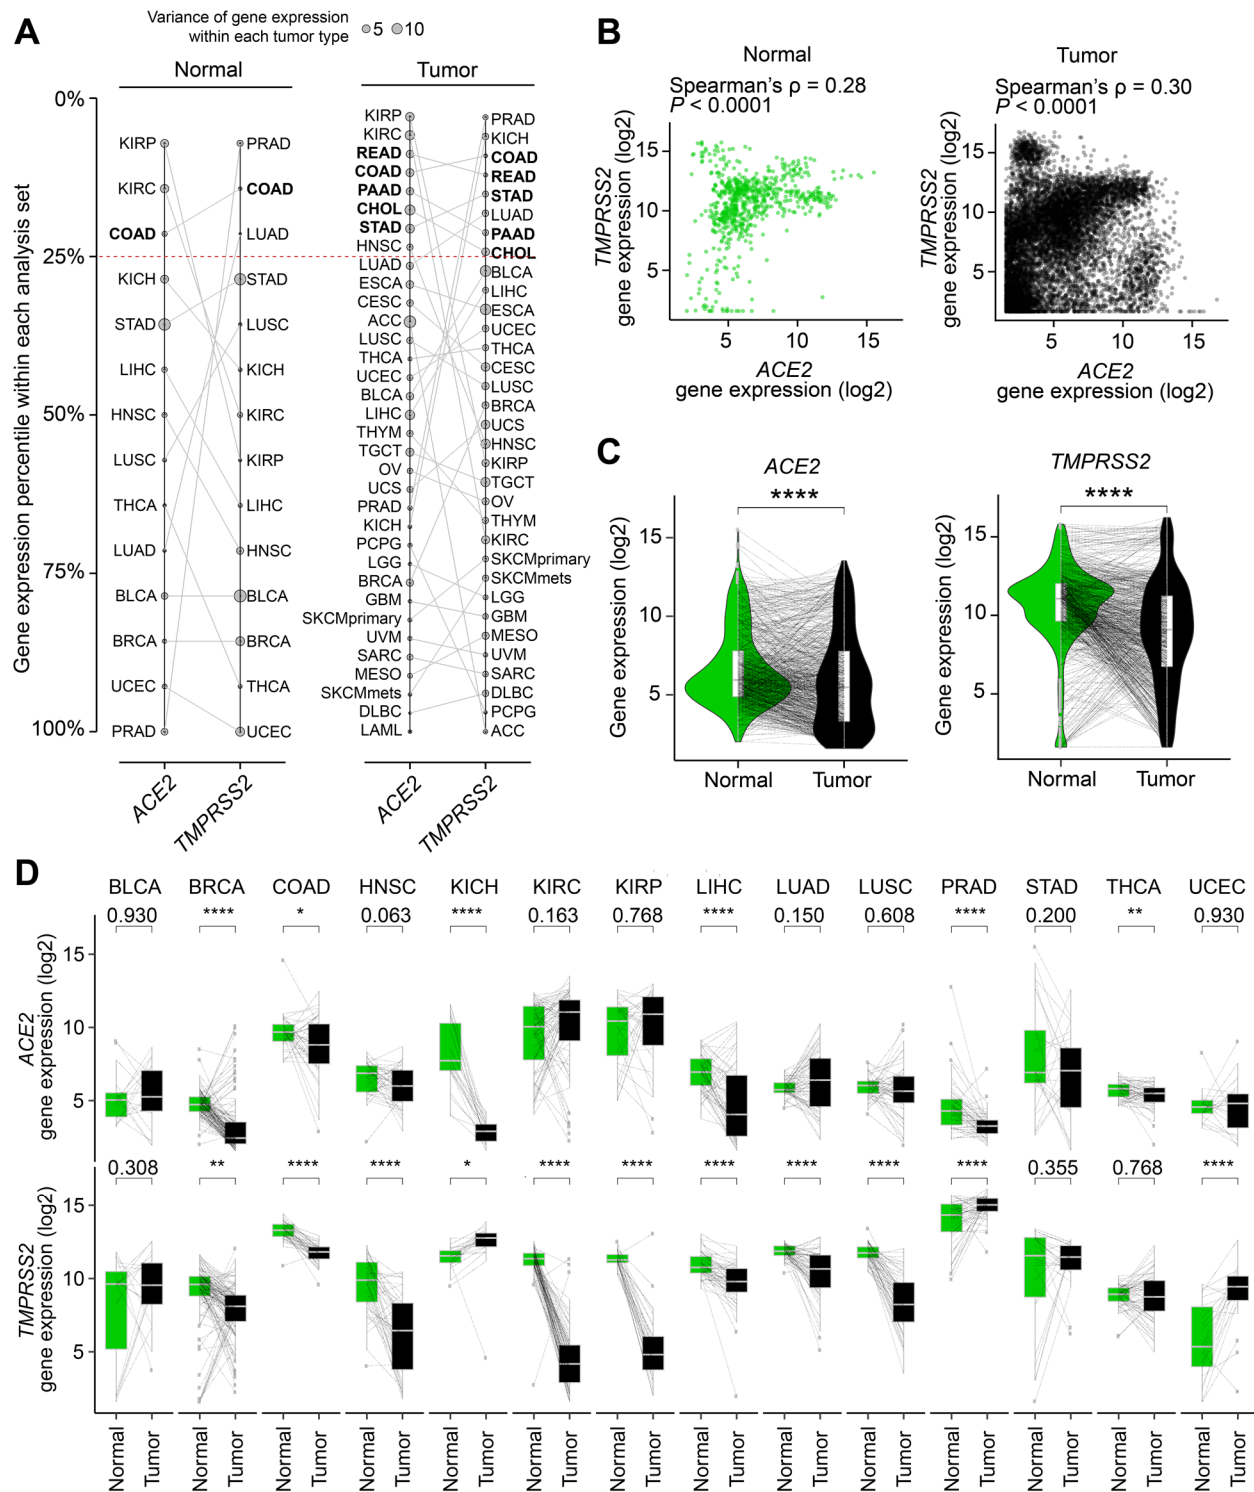 A
Variance of gene expression
within each tumor type
5
10
Normal
Tumor
Gene expression percentile within each analysis set
0%
25%
50%
75%
100%
KIRP
KIRC
COAD
KICH
STAD
LIHC
HNSC
LUSC
THCA
LUAD
BLCA
BRCA
UCEC
PRAD
PRAD
COAD
LUAD
STAD
LUSC
KICH
KIRC
KIRP
LIHC
HNSC
BLCA
BRCA
THCA
UCEC
ACE2
TMPRSS2
KIRP
KIRC
READ
COAD
PAAD
CHOL
STAD
HNSC
LUAD
ESCA
CESC
ACC
LUSC
THCA
UCEC
BLCA
LIHC
THYM
TGCT
OV
UCS
PRAD
KICH
PCPG
LGG
BRCA
GBM
SKCMprimary
UVM
SARC
MESO
SKCMmets
DLBC
LAML
PRAD
KICH
COAD
READ
STAD
LUAD
PAAD
CHOL
BLCA
LIHC
ESCA
UCEC
THCA
CESC
LUSC
BRCA
UCS
HNSC
KIRP
TGCT
OV
THYM
KIRC
SKCMprimary
SKCMmets
LGG
GBM
MESO
UVM
SARC
DLBC
PCPG
ACC
ACE2
TMPRSS2
B
Normal
Spearman's ρ = 0.28
P < 0.0001
TMPRSS2
gene expression (log2)
15
10
5
5
10
15
ACE2
gene expression (log2)
Tumor
Spearman's ρ = 0.30
P < 0.0001
TMPRSS2
gene expression (log2)
15
10
5
5
10
15
ACE2
gene expression (log2)
C
ACE2
****
Gene expression (log2)
15
10
5
Normal
Tumor
TMPRSS2
****
Gene expression (log2)
15
10
5
Normal
Tumor
D
BLCA BRCA COAD HNSC KICH KIRC KIRP LIHC LUAD LUSC PRAD STAD THCA UCEC
0.930 **** * 0.063 **** 0.163 0.768 **** 0.150 0.608 **** 0.200 ** 0.930
ACE2
gene expression (log2)
15
10
5
0.308 ** **** **** * **** **** **** **** **** **** 0.355 0.768 ****
TMPRSS2
gene expression (log2)
15
10
5
Normal Tumor Normal Tumor Normal Tumor Normal Tumor Normal Tumor Normal Tumor Normal Tumor Normal Tumor Normal Tumor Normal Tumor Normal Tumor Normal Tumor Normal Tumor Normal Tumor